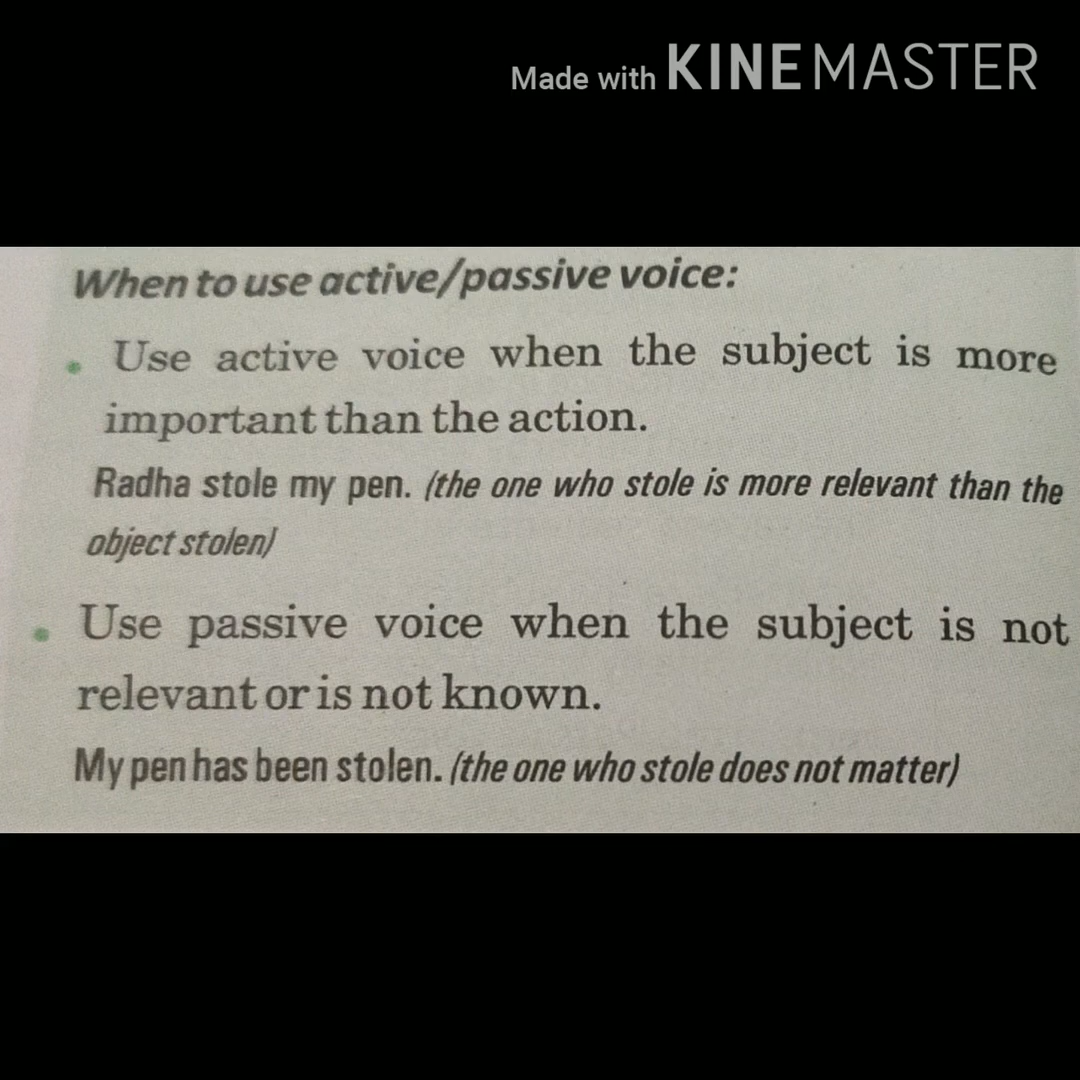 Made with KINEMASTER
When to use active/passive voice:
• Use active voice when the subject is more
important than the action.
Radha stole my pen. (the one who stole is more relevant than the
object stolen)
• Use passive voice when the subject is not
relevant or is not known.
My pen has been stolen. (the one who stole does not matter)